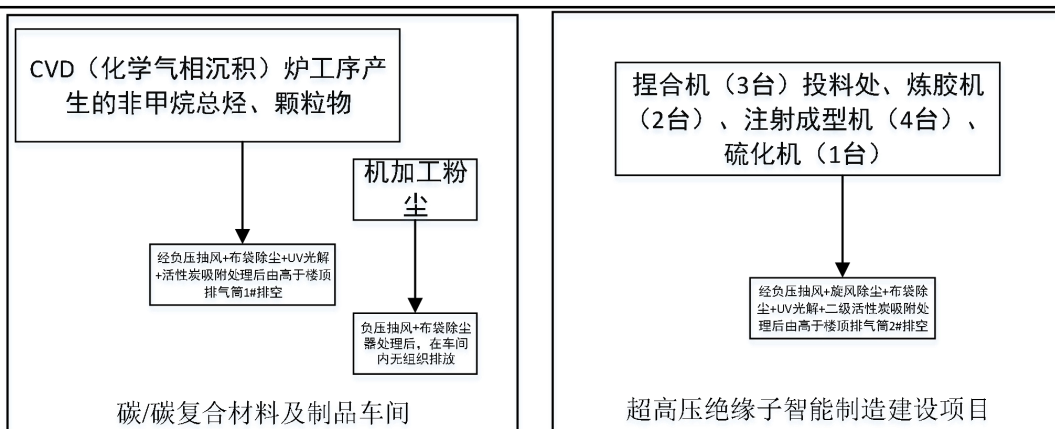 CVD（化学气相沉积）炉工序产
生的非甲烷总烃、颗粒物
机加工粉
尘
经负压抽风+布袋除尘+UV光解
+活性炭吸附处理后由高于楼顶
排气筒1#排空
负压抽风+布袋除尘
器处理后，在车间
内无组织排放
碳/碳复合材料及制品车间
捏合机（3台）投料处、炼胶机
（2台）、注射成型机（4台）、
硫化机（1台）
经负压抽风+旋风除尘+布袋除
尘+UV光解+二级活性炭吸附处
理后由高于楼顶排气筒2#排空
超高压绝缘子智能制造建设项目